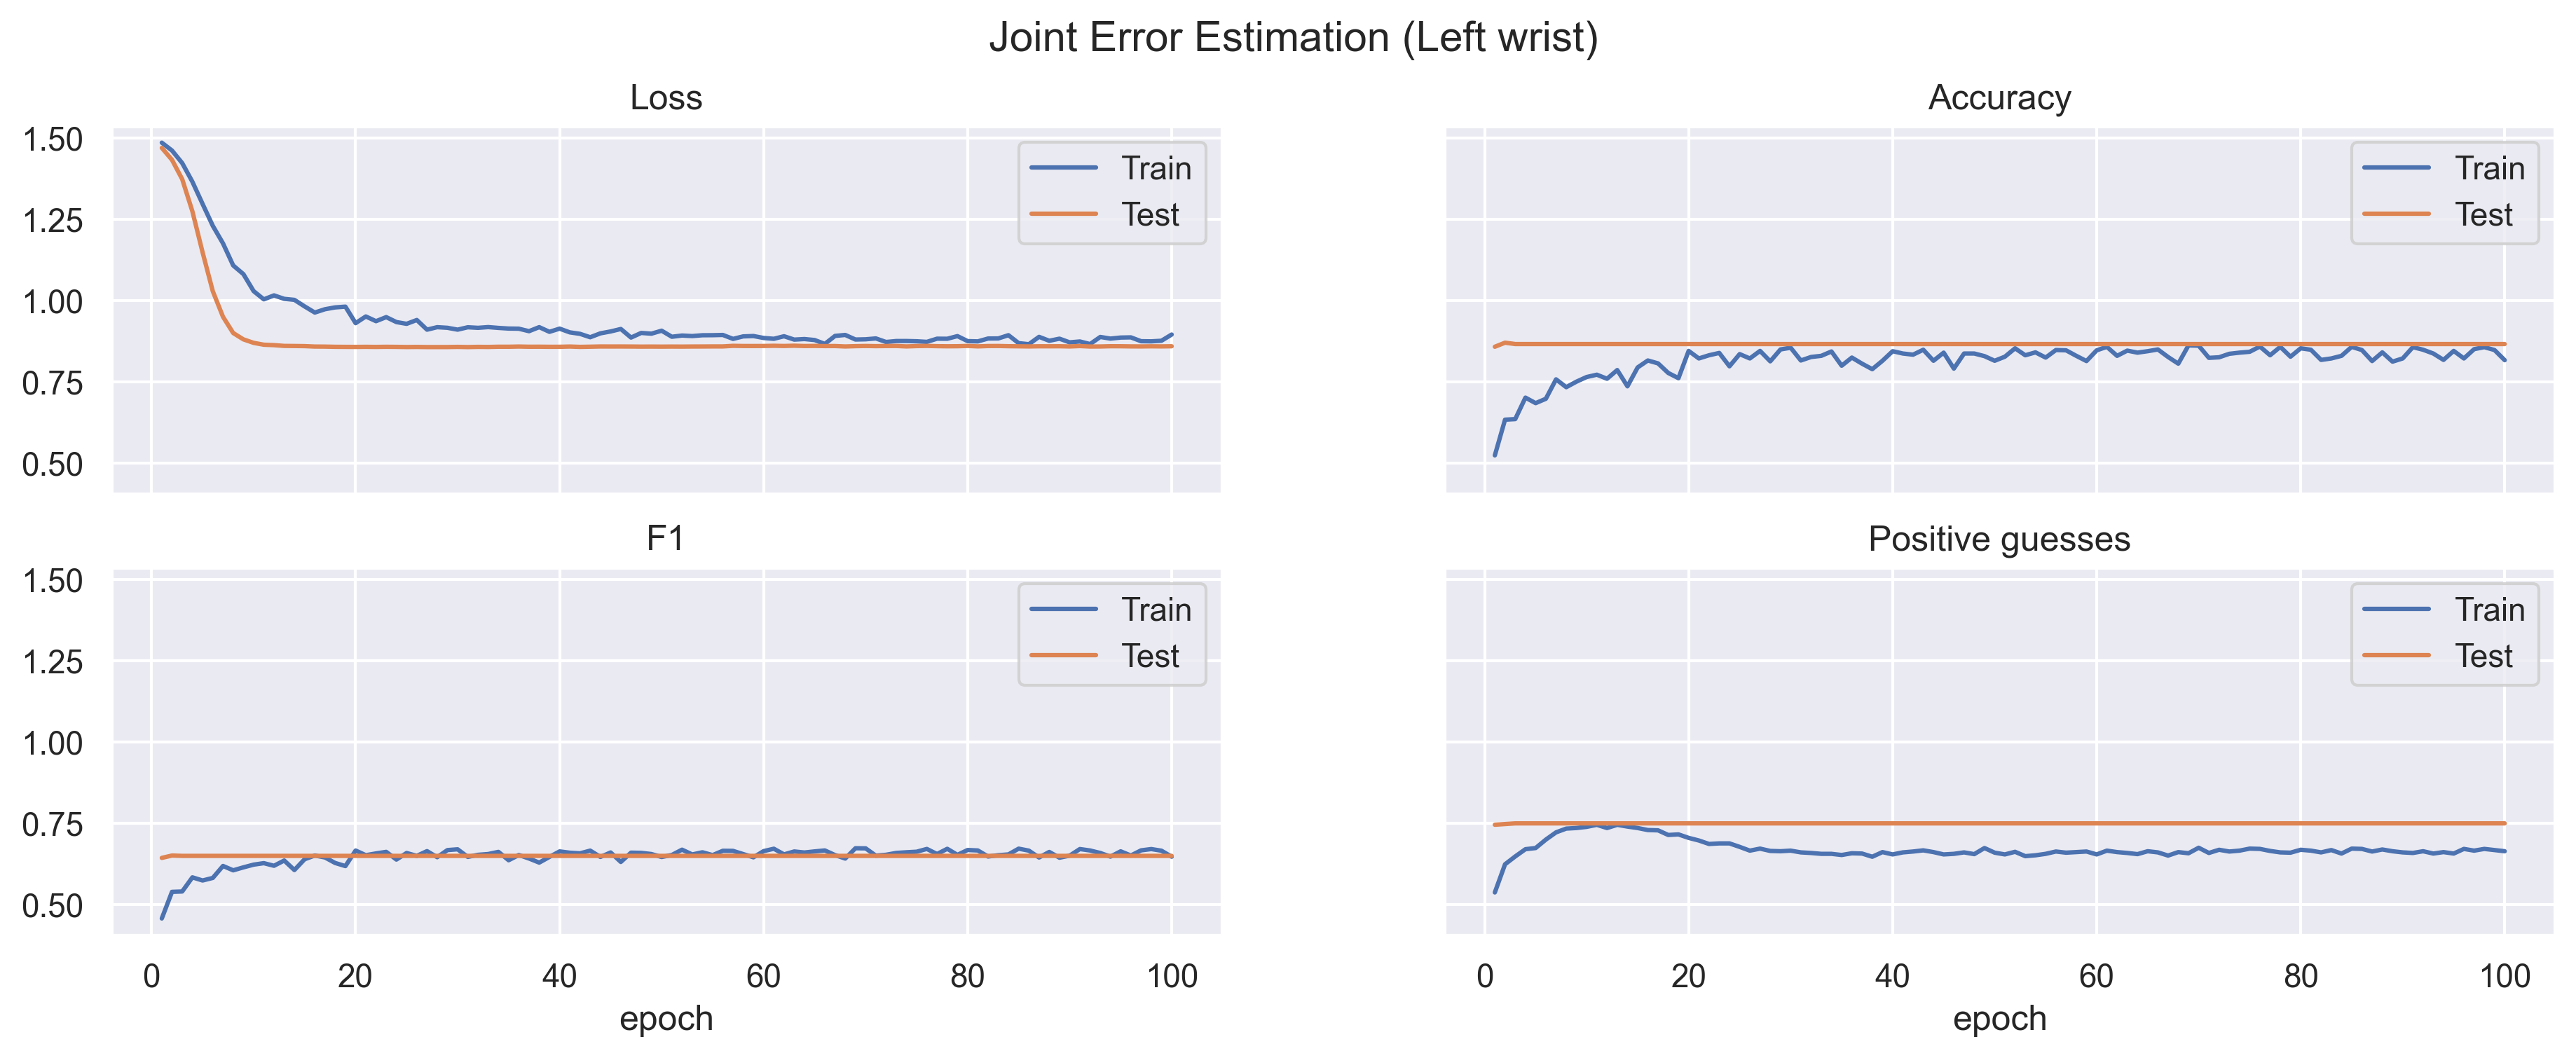 Joint Error Estimation (Left wrist)
Loss
Accuracy
1.50
1.25
1.00
0.75
0.50
Train
Test
Train
Test
F1
Positive guesses
1.50
1.25
1.00
0.75
0.50
Train
Test
Train
Test
0 20 40 60 80 100
0 20 40 60 80 100
epoch
epoch